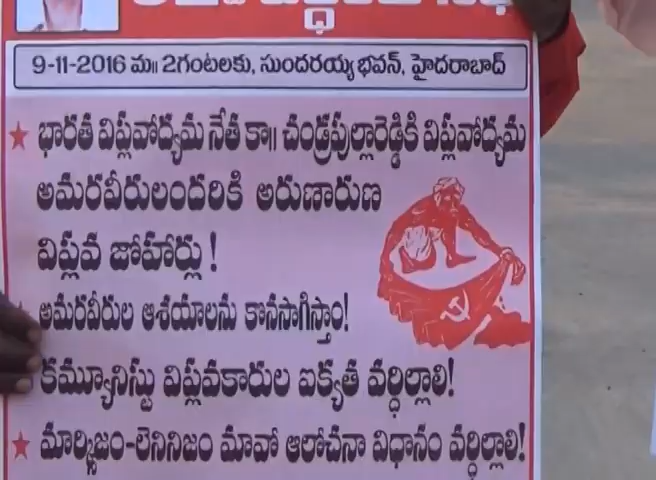 9-11-2016 మ॥ 2గంటలకు, సుందరయ్య భవన్, హైదరాబాద్
★ భారత విప్లవోద్యమ నేత కా॥ చండ్రపుల్లారెడ్డికి విప్లవోద్యమ
అమరవీరులందరికి అరుణారుణ
విప్లవ జోహార్లు!
అమరవీరుల ఆశయాలను కొనసాగిస్తాం!
కమ్యూనిస్టు విప్లవకారుల ఐక్యత వర్ధిల్లాలి!
★ మార్క్సిజం-లెనినిజం మావో ఆలోచనా విధానం వర్ధిల్లాలి!